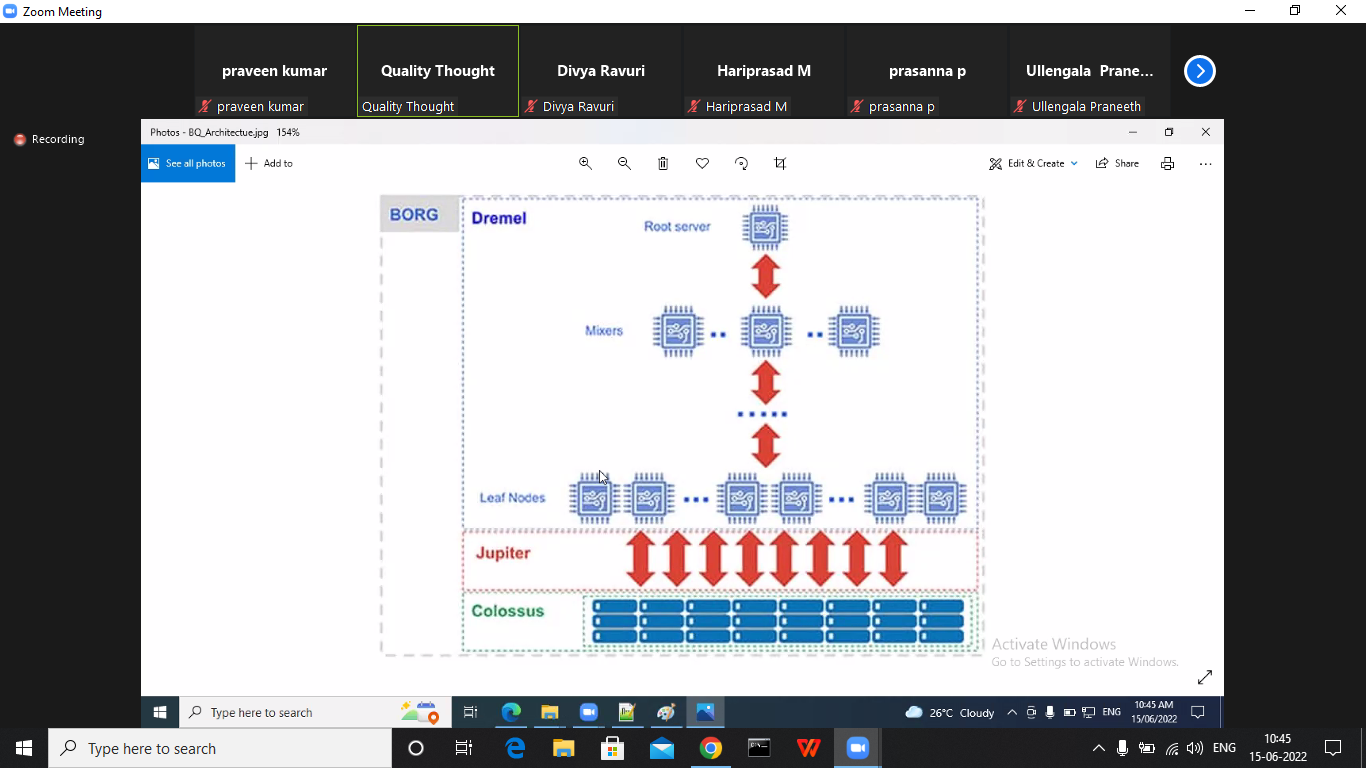 Zoom Meeting
praveen kumar
Quality Thought
Divya Ravuri
Hariprasad M
prasanna p
Ullengala Prane...
praveen kumar
Quality Thought
Divya Ravuri
Hariprasad M
prasanna p
Ullengala Praneeth
Recording
Photos - BQ_Architectue.jpg 154%
See all photos
Add to
Edit & Create
Share
BORG
Dremel
Root server
Mixers
Leaf Nodes
Jupiter
Colossus
Activate Windows
Go to Settings to activate Windows.
Type here to search
26°C Cloudy
ENG
10:45 AM
15/06/2022
Type here to search
ENG
10:45
15-06-2022